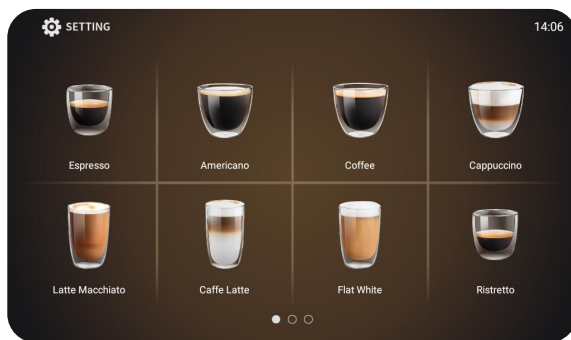 SETTING
14:06
Espresso
Americano
Coffee
Cappuccino
Latte Macchiato
Caffe Latte
Flat White
Ristretto